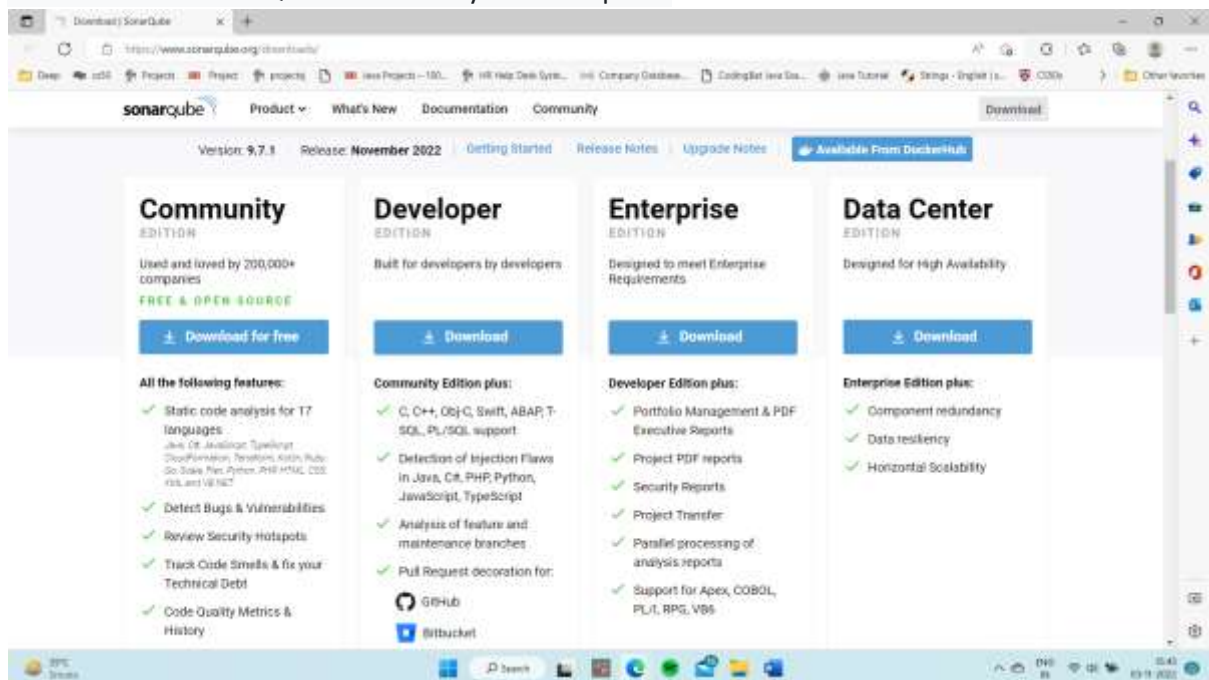 Download | SonarQube
https://www.sonarqube.org/downloads/
Other favorites
sonarqube Product What's New Documentation Community Download
Version: 9.7.1 Release: November 2022 Getting Started Release Notes Upgrade Notes Available From DockerHub
Community Developer Enterprise Data Center
EDITION EDITION EDITION EDITION
Used and loved by 200,000+
companies
FREE & OPEN SOURCE
Built for developers by developers
Designed to meet Enterprise
Requirements
Designed for High Availability
Download for free Download Download Download
All the following features:
Static code analysis for 17
languages
Detect Bugs & Vulnerabilities
Review Security Hotspots
Track Code Smells & fix your
Technical Debt
Code Quality Metrics &
History
Community Edition plus:
C, C++, Obj-C, Swift, ABAP, T-
SQL, PL/SQL support
Detection of Injection Flaws
in Java, C#, PHP, Python,
JavaScript, TypeScript
Analysis of feature and
maintenance branches
Pull Request decoration for:
GitHub
Bitbucket
Developer Edition plus:
Portfolio Management & PDF
Executive Reports
Project PDF reports
Security Reports
Project Transfer
Parallel processing of
analysis reports
Support for Apex, COBOL,
PL/I, RPG, VB6
Enterprise Edition plus:
Component redundancy
Data resiliency
Horizontal Scalability
Search